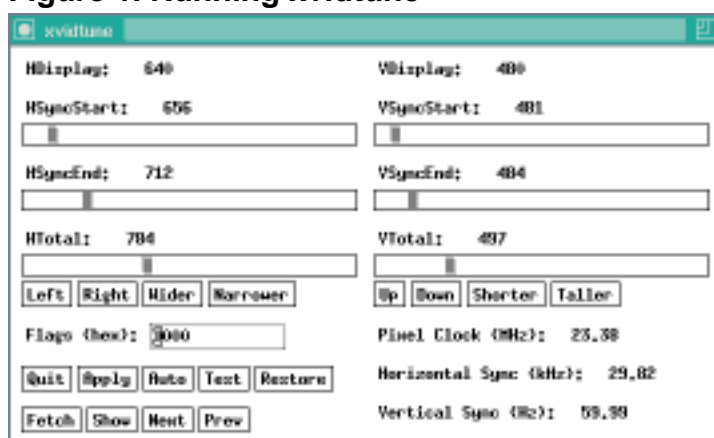 Figure 1. Running xvidtune
xvidtune
HDisplay: 640
VDisplay: 480
HSyncStart: 656
VSyncStart: 481
HSyncEnd: 712
VSyncEnd: 484
HTotal: 784
VTotal: 497
Left Right Wider Narrower
Up Down Shorter Taller
Flags (hex): 0000
Pixel Clock (MHz): 23.38
Quit Apply Auto Test Restore
Horizontal Sync (kHz): 29.82
Fetch Show Next Prev
Vertical Sync (Hz): 59.99